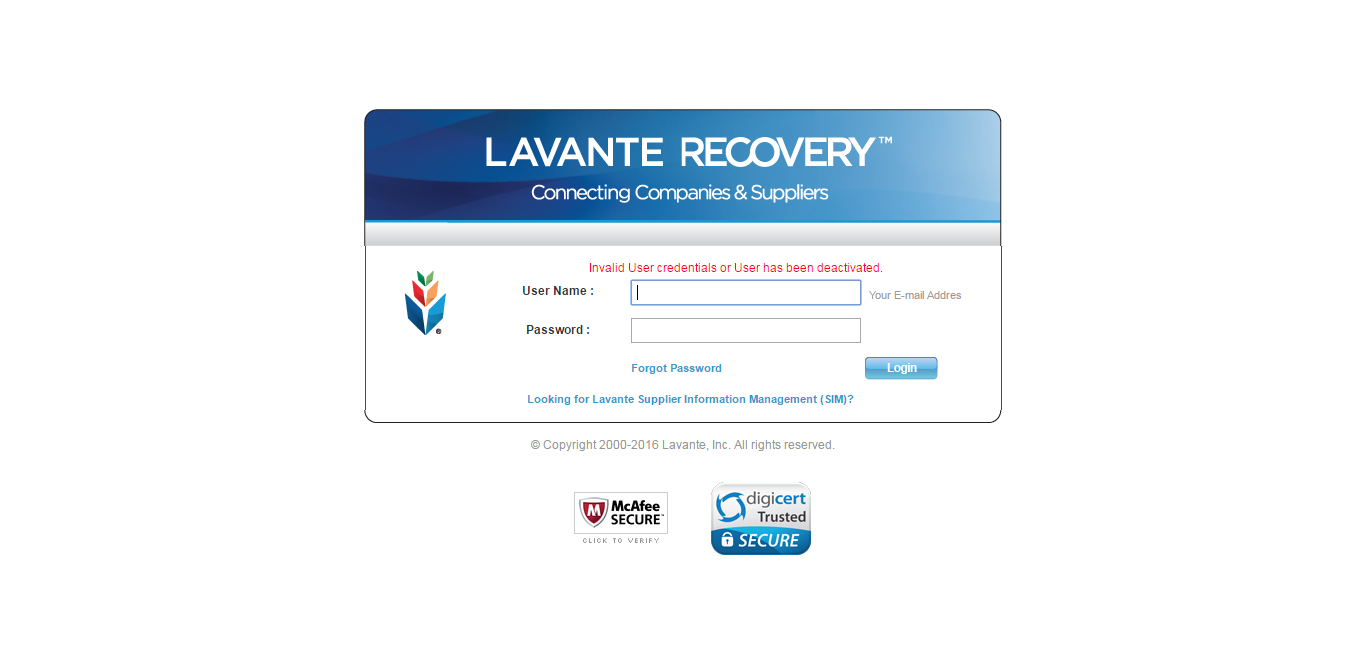 LAVANTE RECOVERY™
Connecting Companies & Suppliers
Invalid User credentials or User has been deactivated.
User Name :
Your E-mail Addres
Password :
Forgot Password
Login
Looking for Lavante Supplier Information Management (SIM)?
© Copyright 2000-2016 Lavante, Inc. All rights reserved.
McAfee
SECURE™
CLICK TO VERIFY
digicert
Trusted
SECURE